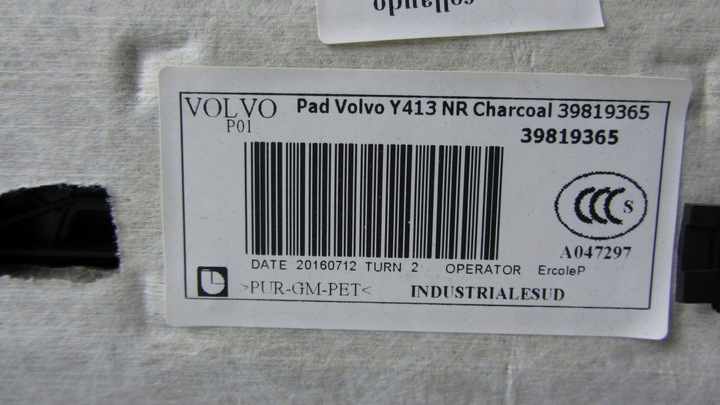 collaudo
VOLVO Pad Volvo Y413 NR Charcoal 39819365
P01 39819365
CCC S
A047297
DATE 20160712 TURN 2 OPERATOR ErcoleP
>PUR-GM-PET< INDUSTRIALESUD